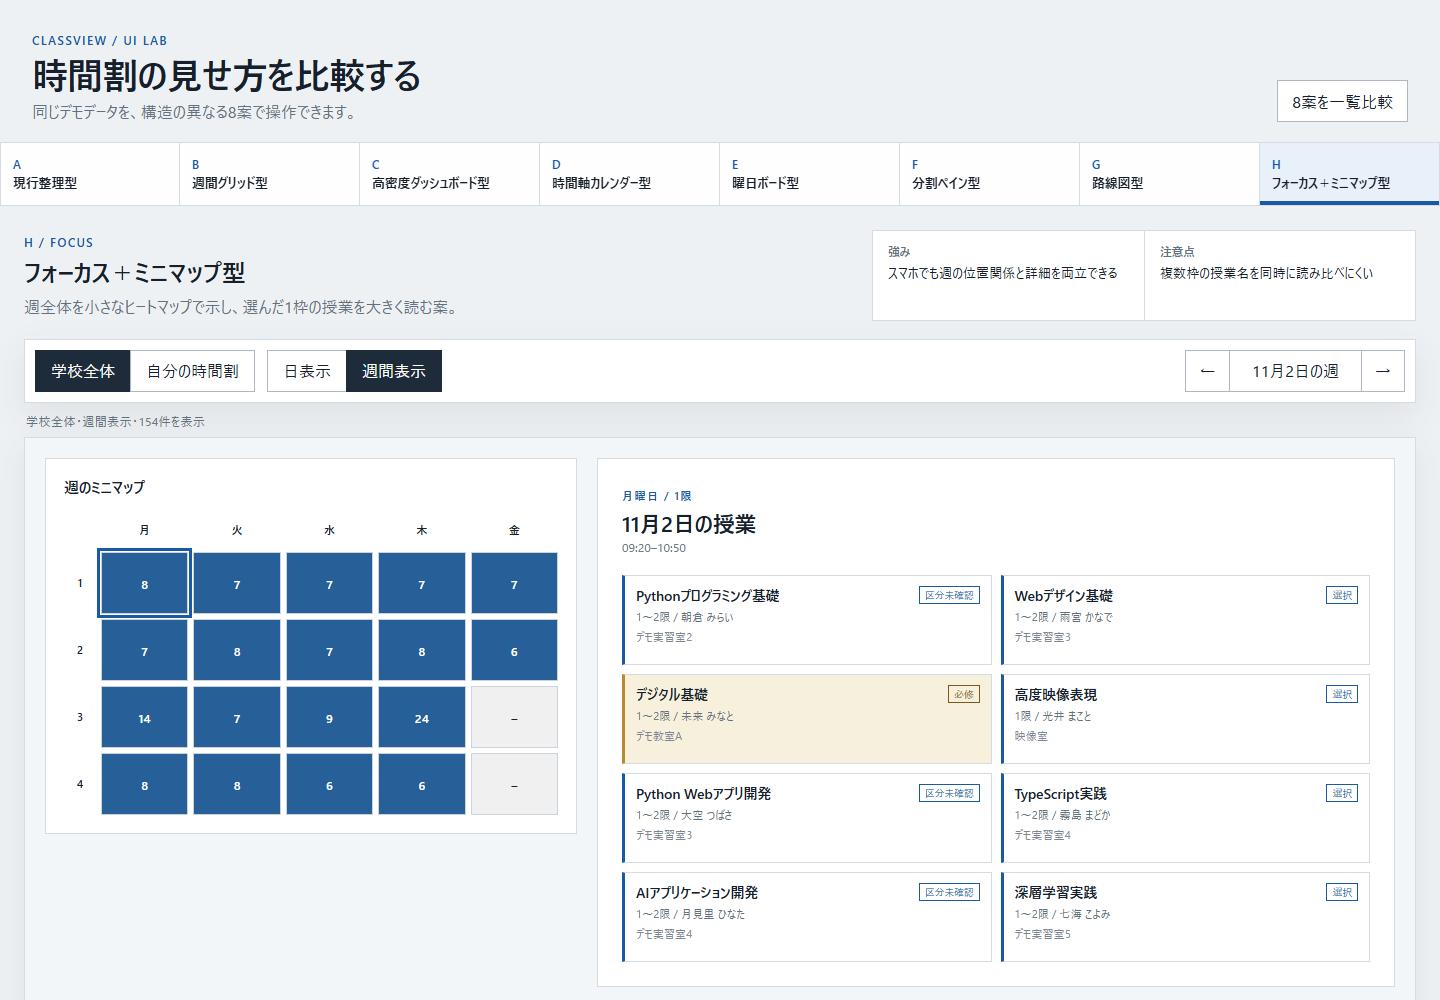 CLASSVIEW / UI LAB
時間割の見せ方を比較する
同じデモデータを、構造の異なる8案で操作できます。
8案を一覧比較
A
現行整理型
B
週間グリッド型
C
高密度ダッシュボード型
D
時間軸カレンダー型
E
曜日ボード型
F
分割ペイン型
G
路線図型
H
フォーカス＋ミニマップ型
H / FOCUS
フォーカス＋ミニマップ型
週全体を小さなヒートマップで示し、選んだ1枠の授業を大きく読む案。
強み
スマホでも週の位置関係と詳細を両立できる
注意点
複数枠の授業名を同時に読み比べにくい
学校全体
自分の時間割
日表示
週間表示
←
11月2日の週
→
学校全体・週間表示・154件を表示
週のミニマップ
月 火 水 木 金
1 8 7 7 7 7
2 7 8 7 8 6
3 14 7 9 24 –
4 8 8 6 6 –
月曜日 / 1限
11月2日の授業
09:20–10:50
Pythonプログラミング基礎
区分未確認
1〜2限 / 朝倉 みらい
デモ実習室2
Webデザイン基礎
選択
1〜2限 / 雨宮 かなで
デモ実習室3
デジタル基礎
必修
1〜2限 / 未来 みなと
デモ教室A
高度映像表現
選択
1限 / 光井 まこと
映像室
Python Webアプリ開発
区分未確認
1〜2限 / 大空 つばさ
デモ実習室3
TypeScript実践
選択
1〜2限 / 霧島 まどか
デモ実習室4
AIアプリケーション開発
区分未確認
1〜2限 / 月見里 ひなた
デモ実習室4
深層学習実践
選択
1〜2限 / 七海 こよみ
デモ実習室5